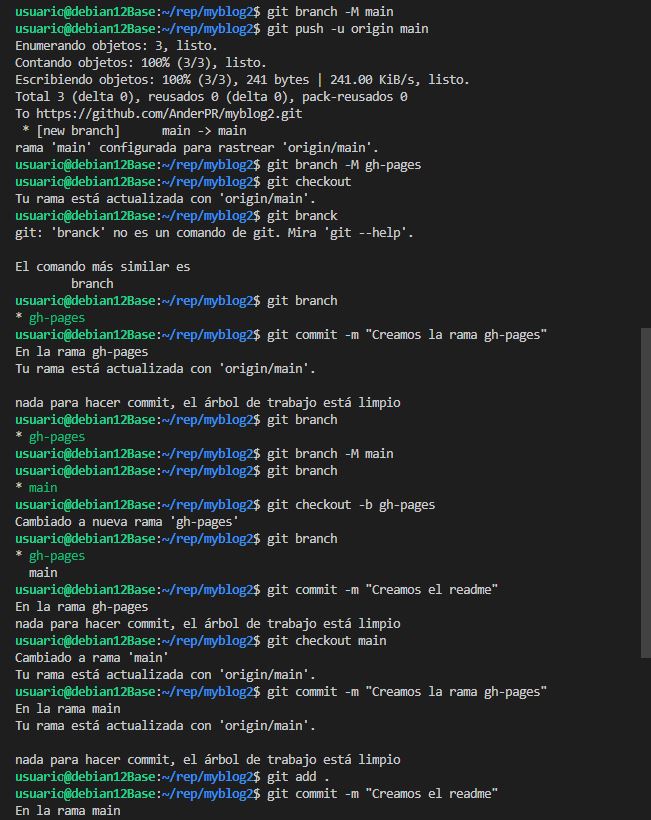 usuario@debian12Base:~/rep/myblog2$ git branch -M main
usuario@debian12Base:~/rep/myblog2$ git push -u origin main
Enumerando objetos: 3, listo.
Contando objetos: 100% (3/3), listo.
Escribiendo objetos: 100% (3/3), 241 bytes | 241.00 KiB/s, listo.
Total 3 (delta 0), reusados 0 (delta 0), pack-reusados 0
To https://github.com/AnderPR/myblog2.git
 * [new branch]      main -> main
rama 'main' configurada para rastrear 'origin/main'.
usuario@debian12Base:~/rep/myblog2$ git branch -M gh-pages
usuario@debian12Base:~/rep/myblog2$ git checkout
Tu rama está actualizada con 'origin/main'.
usuario@debian12Base:~/rep/myblog2$ git branck
git: 'branck' no es un comando de git. Mira 'git --help'.

El comando más similar es
        branch
usuario@debian12Base:~/rep/myblog2$ git branch
* gh-pages
usuario@debian12Base:~/rep/myblog2$ git commit -m "Creamos la rama gh-pages"
En la rama gh-pages
Tu rama está actualizada con 'origin/main'.

nada para hacer commit, el árbol de trabajo está limpio
usuario@debian12Base:~/rep/myblog2$ git branch
* gh-pages
usuario@debian12Base:~/rep/myblog2$ git branch -M main
usuario@debian12Base:~/rep/myblog2$ git branch
* main
usuario@debian12Base:~/rep/myblog2$ git checkout -b gh-pages
Cambiado a nueva rama 'gh-pages'
usuario@debian12Base:~/rep/myblog2$ git branch
* gh-pages
  main
usuario@debian12Base:~/rep/myblog2$ git commit -m "Creamos el readme"
En la rama gh-pages
nada para hacer commit, el árbol de trabajo está limpio
usuario@debian12Base:~/rep/myblog2$ git checkout main
Cambiado a rama 'main'
Tu rama está actualizada con 'origin/main'.
usuario@debian12Base:~/rep/myblog2$ git commit -m "Creamos la rama gh-pages"
En la rama main
Tu rama está actualizada con 'origin/main'.

nada para hacer commit, el árbol de trabajo está limpio
usuario@debian12Base:~/rep/myblog2$ git add .
usuario@debian12Base:~/rep/myblog2$ git commit -m "Creamos el readme"
En la rama main